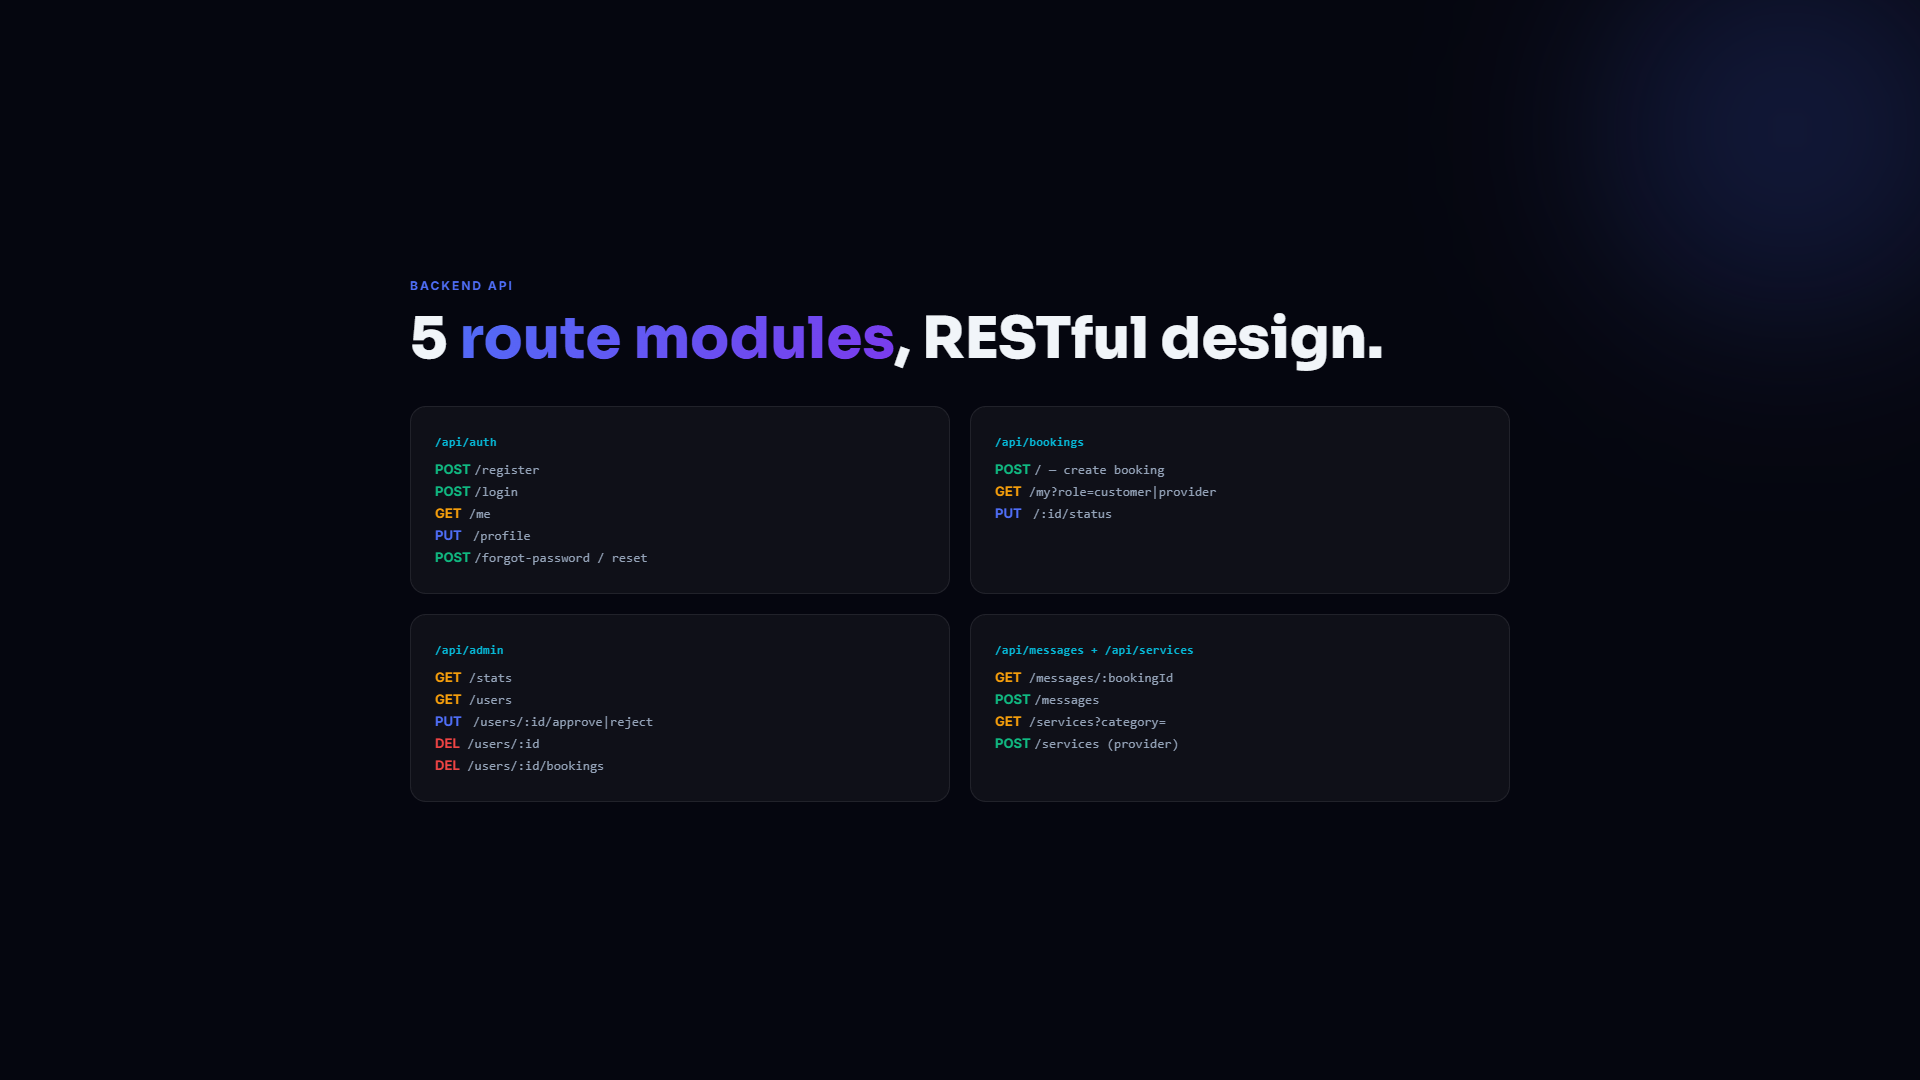 BACKEND API
5 route modules, RESTful design.
/api/auth
POST /register
POST /login
GET /me
PUT /profile
POST /forgot-password / reset
/api/bookings
POST / — create booking
GET /my?role=customer|provider
PUT /:id/status
/api/admin
GET /stats
GET /users
PUT /users/:id/approve|reject
DEL /users/:id
DEL /users/:id/bookings
/api/messages + /api/services
GET /messages/:bookingId
POST /messages
GET /services?category=
POST /services (provider)